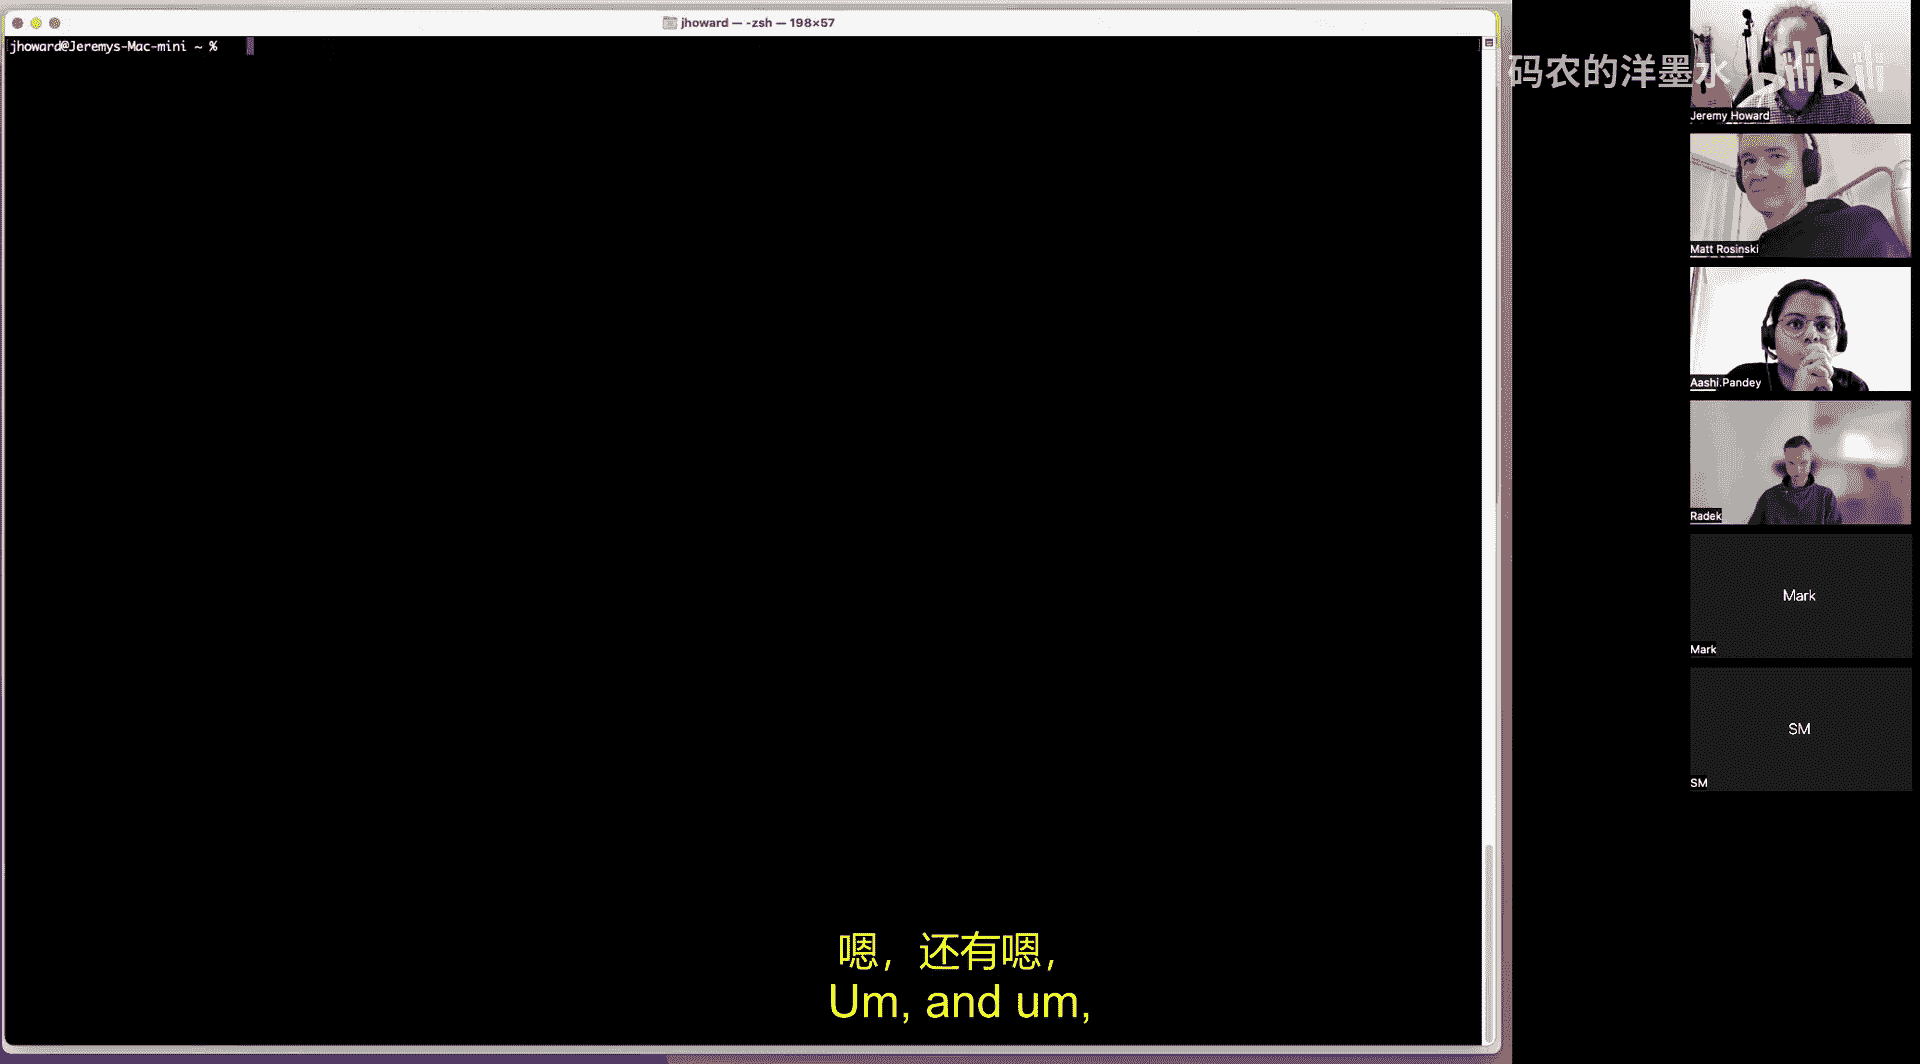 jhoward — -zsh — 198×57
jhoward@Jeremys-Mac-mini ~ %
码农的洋墨水 bilibili
Jeremy Howard
Matt Rosinski
Aashi.Pandey
Radek
Mark
Mark
SM
SM
嗯，还有嗯，
Um, and um,